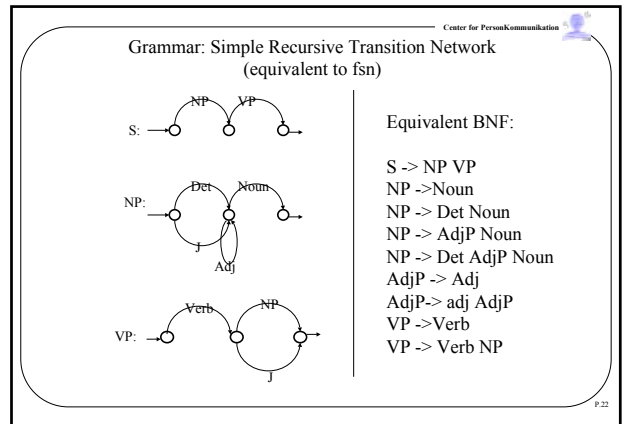 Center for PersonKommunikation
Grammar: Simple Recursive Transition Network
(equivalent to fsn)
NP VP
S:
Det Noun
NP:
J
Adj
Verb NP
VP:
J
Equivalent BNF:
S -> NP VP
NP ->Noun
NP -> Det Noun
NP -> AdjP Noun
NP -> Det AdjP Noun
AdjP -> Adj
AdjP-> adj AdjP
VP ->Verb
VP -> Verb NP
P.22